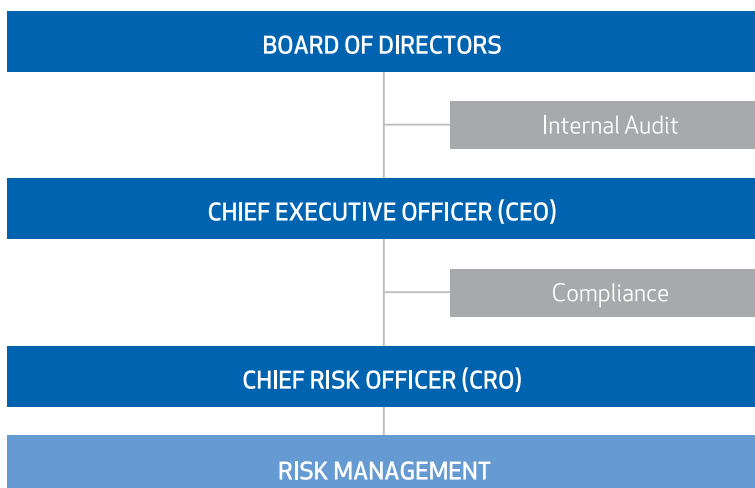 BOARD OF DIRECTORS
Internal Audit
CHIEF EXECUTIVE OFFICER (CEO)
Compliance
CHIEF RISK OFFICER (CRO)
RISK MANAGEMENT